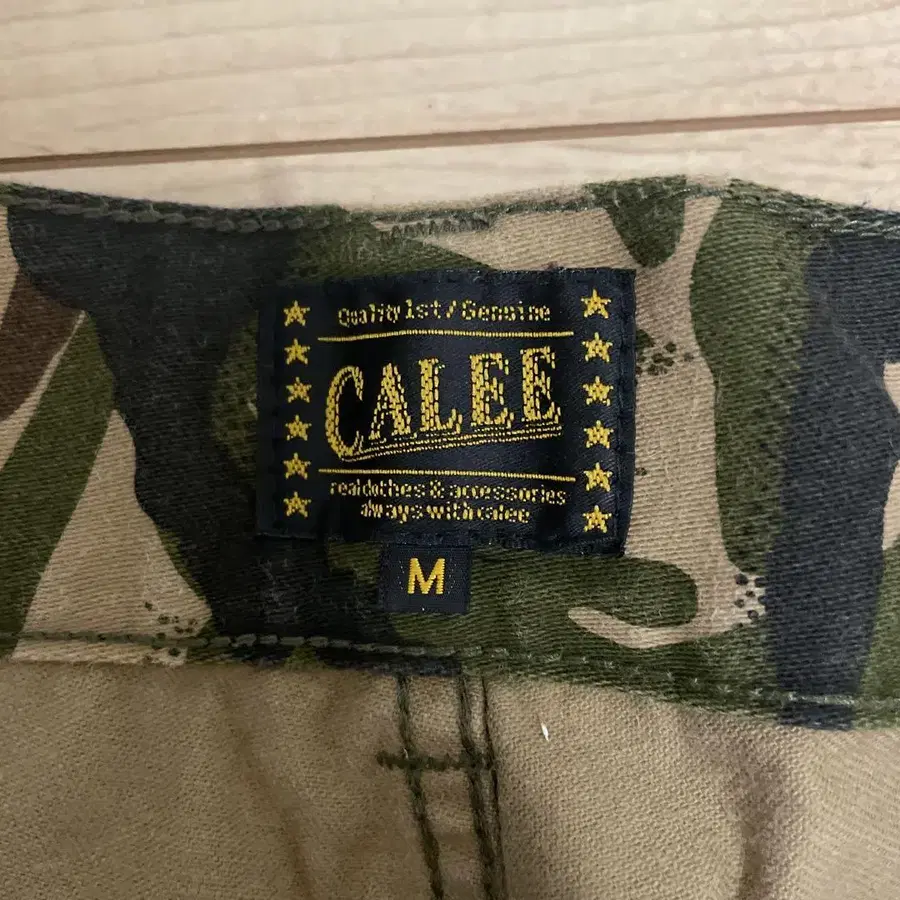 Quality 1st / Genuine
CALEE
real clothes & accessories
always with calee
M